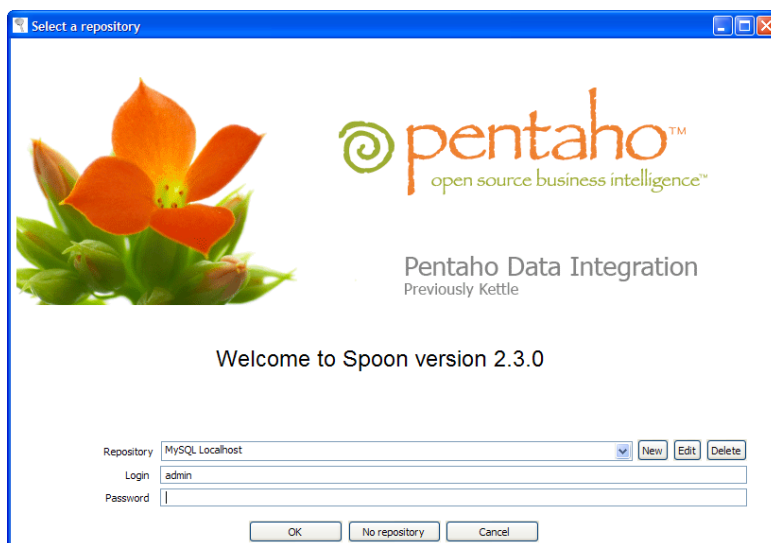 Select a repository
pentaho™
open source business intelligence™
Pentaho Data Integration
Previously Kettle
Welcome to Spoon version 2.3.0
Repository MySQL Localhost New Edit Delete
Login admin
Password
OK No repository Cancel